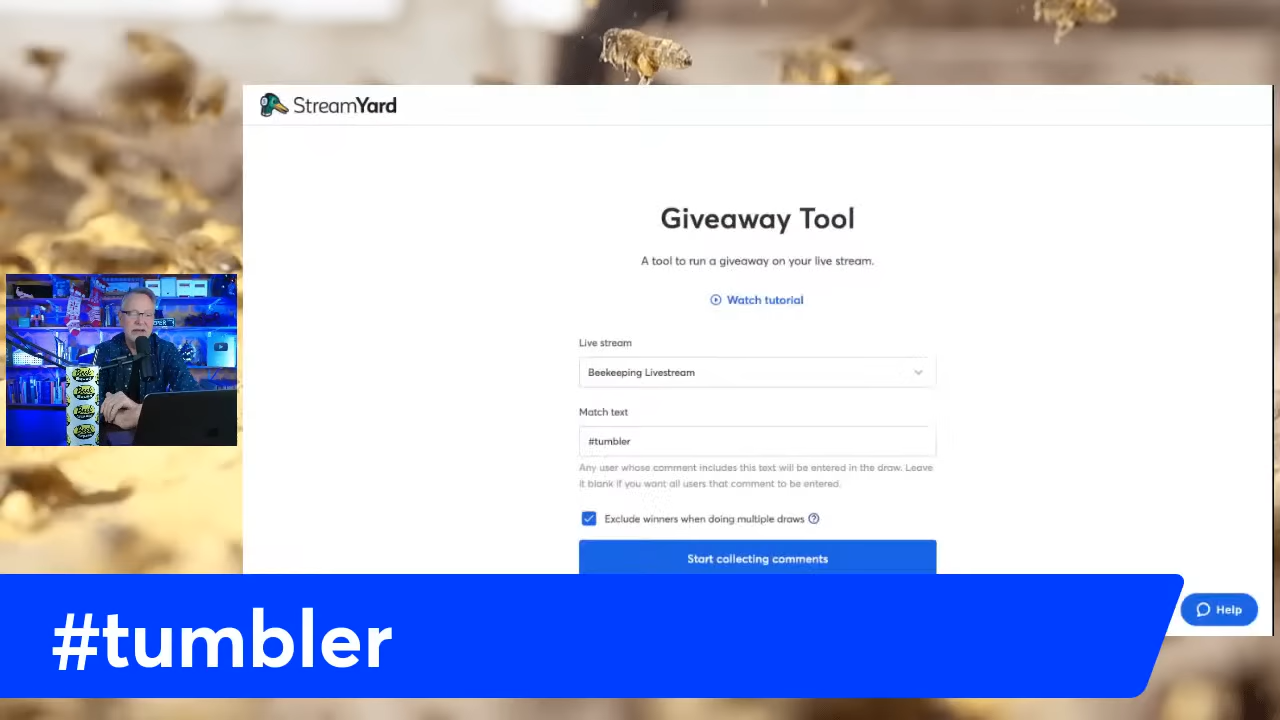 StreamYard
Giveaway Tool
A tool to run a giveaway on your live stream.
Watch tutorial
Live stream
Beekeeping Livestream
Match text
#tumbler
Any user whose comment includes this text will be entered in the draw. Leave
it blank if you want all users that comment to be entered.
Exclude winners when doing multiple draws
Start collecting comments
Help
#tumbler